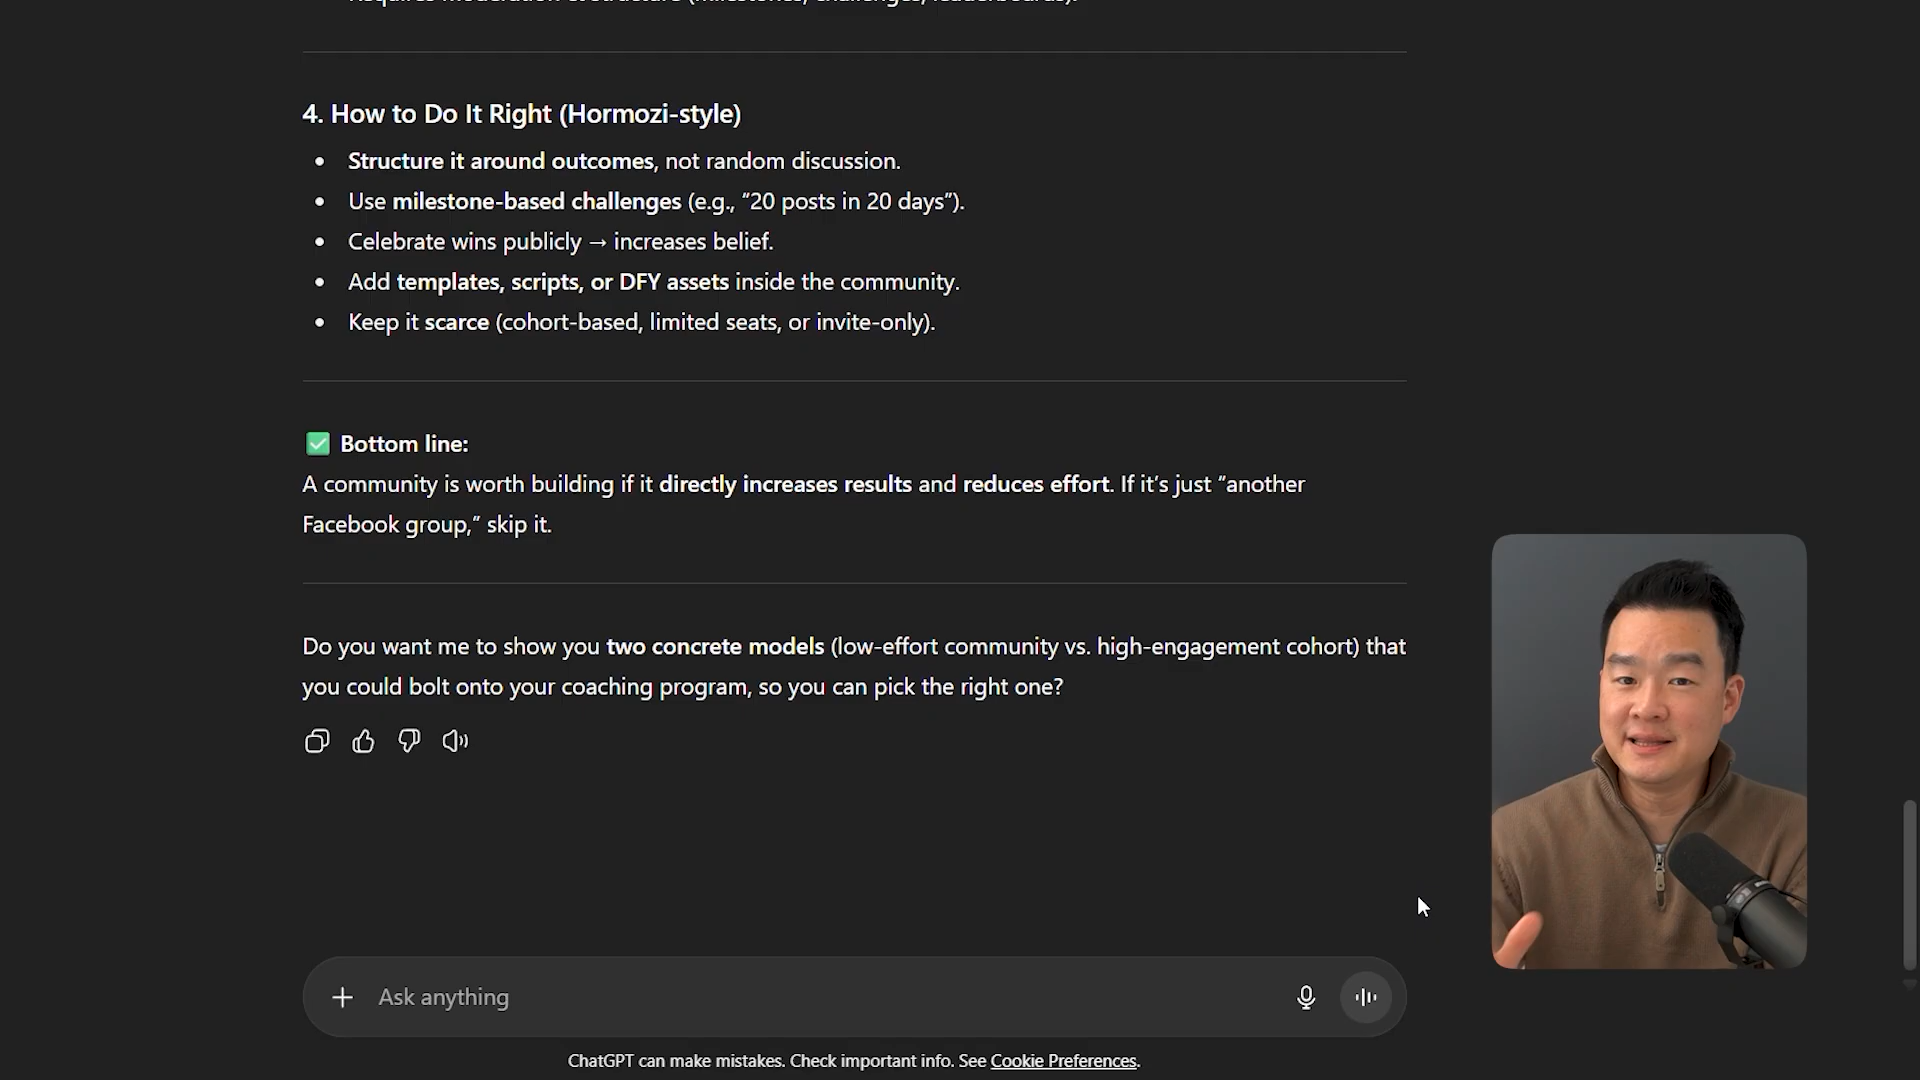 4. How to Do It Right (Hormozi-style)
• Structure it around outcomes, not random discussion.
• Use milestone-based challenges (e.g., “20 posts in 20 days”).
• Celebrate wins publicly → increases belief.
• Add templates, scripts, or DFY assets inside the community.
• Keep it scarce (cohort-based, limited seats, or invite-only).
✅ Bottom line:
A community is worth building if it directly increases results and reduces effort. If it’s just “another
Facebook group,” skip it.
Do you want me to show you two concrete models (low-effort community vs. high-engagement cohort) that
you could bolt onto your coaching program, so you can pick the right one?
Ask anything
ChatGPT can make mistakes. Check important info. See Cookie Preferences.